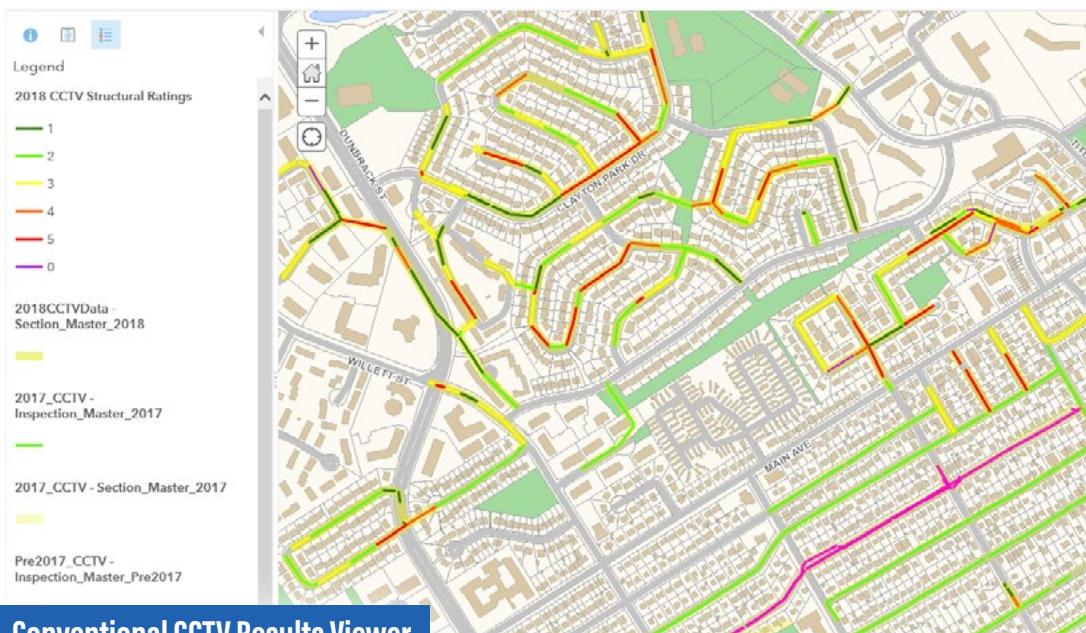 Legend
2018 CCTV Structural Ratings
1
2
3
4
5
0
2018CCTVData -
Section_Master_2018
2017_CCTV -
Inspection_Master_2017
2017_CCTV - Section_Master_2017
Pre2017_CCTV -
Inspection_Master_Pre2017
+
−
DUNBRACK ST
CLAYTON PARK DR
WILLETT ST
MAIN AVE
Conventional CCTV Results Viewer